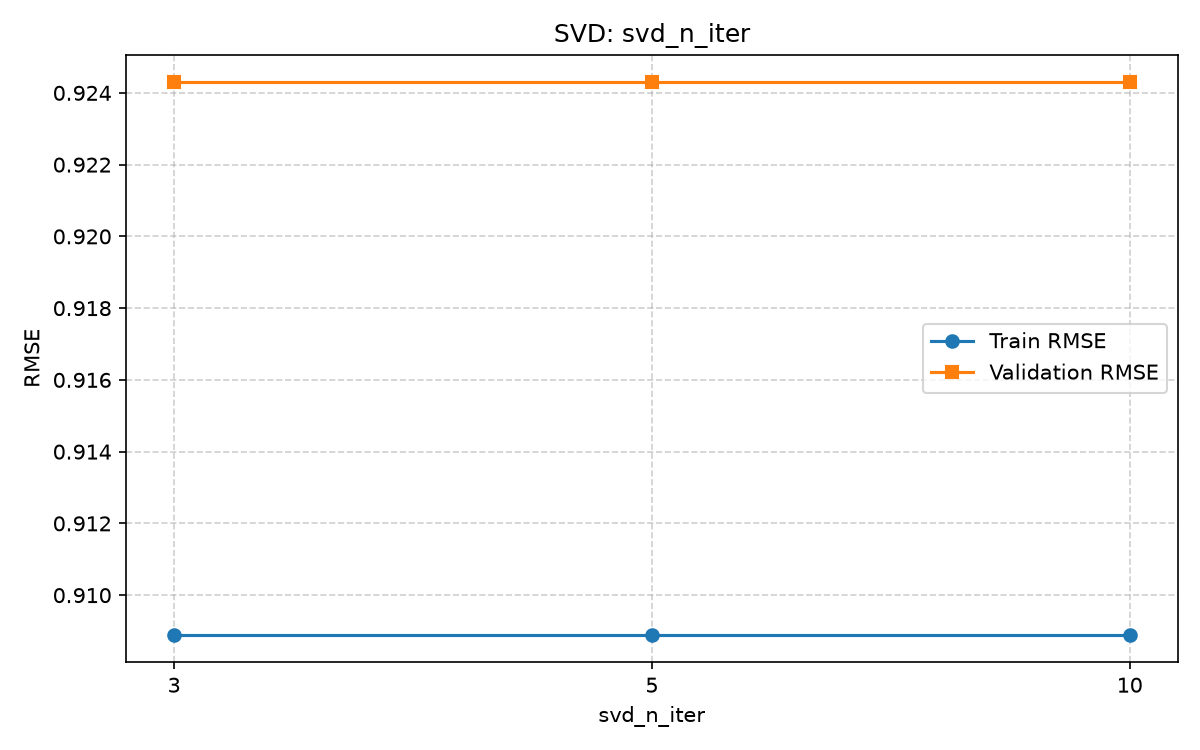 SVD: svd_n_iter
RMSE
0.924
0.922
0.920
0.918
0.916
0.914
0.912
0.910
Train RMSE
Validation RMSE
3
5
10
svd_n_iter